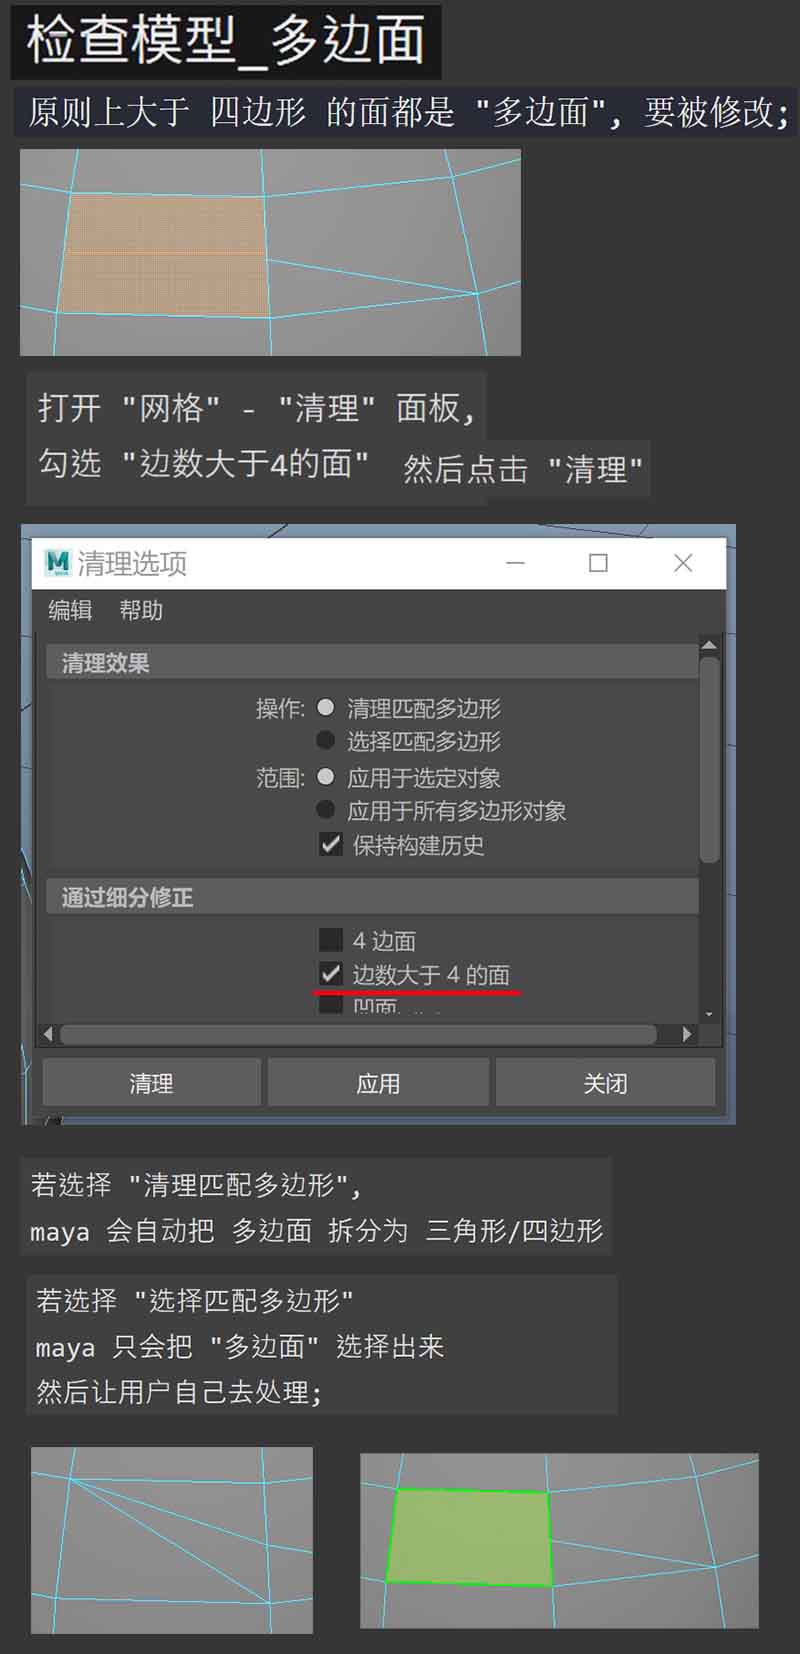 检查模型_多边面
原则上大于 四边形 的面都是 "多边面", 要被修改;
打开 "网格" - "清理" 面板,
勾选 "边数大于4的面" 然后点击 "清理"
清理选项
编辑 帮助
清理效果
操作: 清理匹配多边形
选择匹配多边形
范围: 应用于选定对象
应用于所有多边形对象
保持构建历史
通过细分修正
4 边面
边数大于 4 的面
凹面
清理 应用 关闭
若选择 "清理匹配多边形",
maya 会自动把 多边面 拆分为 三角形/四边形
若选择 "选择匹配多边形"
maya 只会把 "多边面" 选择出来
然后让用户自己去处理;